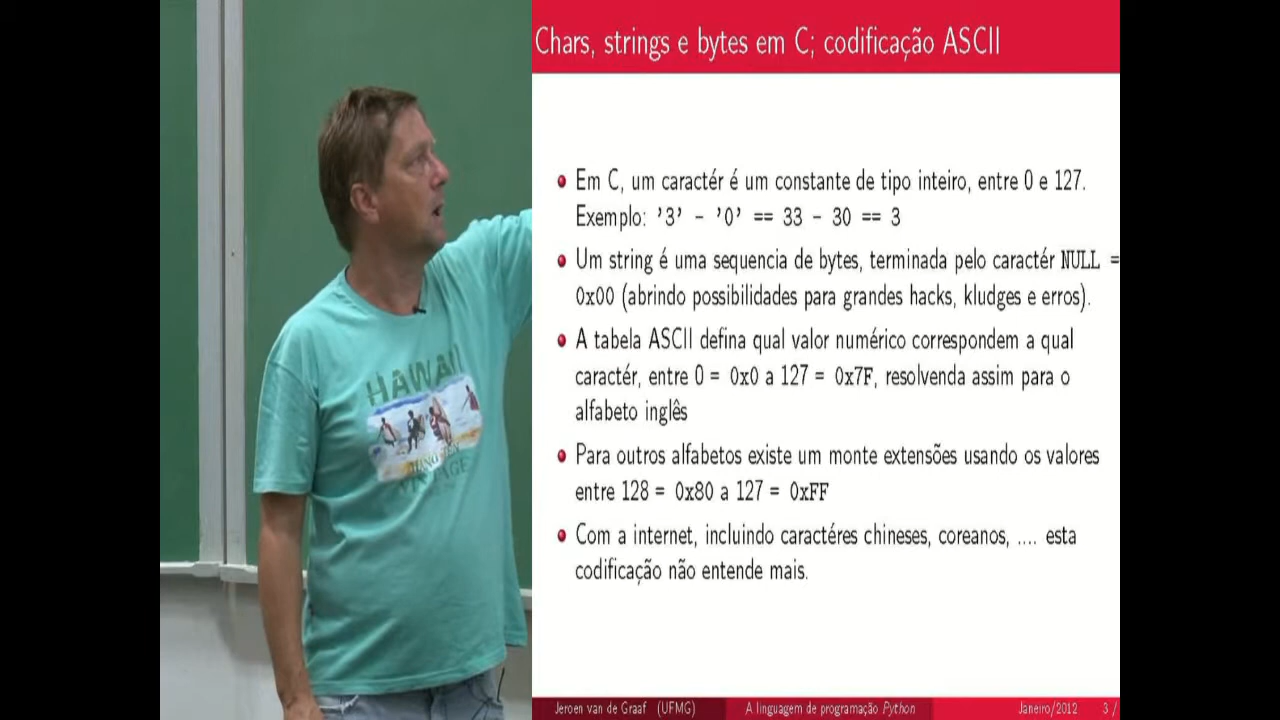 Chars, strings e bytes em C; codificação ASCII
Em C, um caractér é um constante de tipo inteiro, entre 0 e 127.
Exemplo: '3' - '0' == 33 - 30 == 3
Um string é uma sequencia de bytes, terminada pelo caractér NULL =
0x00 (abrindo possibilidades para grandes hacks, kludges e erros).
A tabela ASCII defina qual valor numérico correspondem a qual
caractér, entre 0 = 0x0 a 127 = 0x7F, resolvenda assim para o
alfabeto inglês
Para outros alfabetos existe um monte extensões usando os valores
entre 128 = 0x80 a 127 = 0xFF
Com a internet, incluindo caractéres chineses, coreanos, .... esta
codificação não entende mais.
Jeroen van de Graaf (UFMG) A linguagem de programação Python Janeiro/2012 3 /
HAWAII